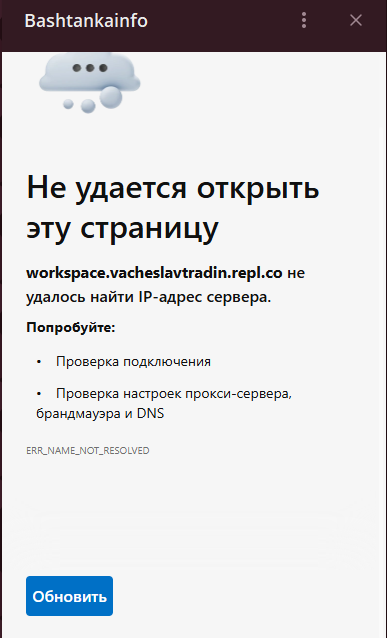 Bashtankainfo
Не удается открыть
эту страницу
workspace.vacheslavtradin.repl.co не
удалось найти IP-адрес сервера.
Попробуйте:
• Проверка подключения
• Проверка настроек прокси-сервера,
брандмауэра и DNS
ERR_NAME_NOT_RESOLVED
Обновить